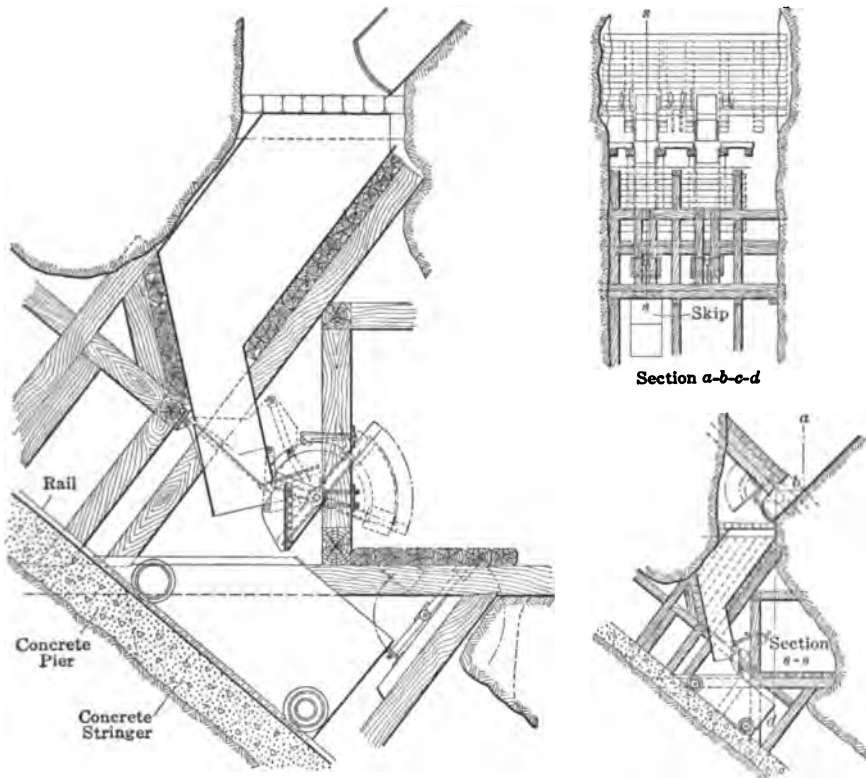 Rail
Concrete
Pier
Concrete
Stringer
s
s
Skip
Section a-b-c-d
a
b
Section
s-s
d